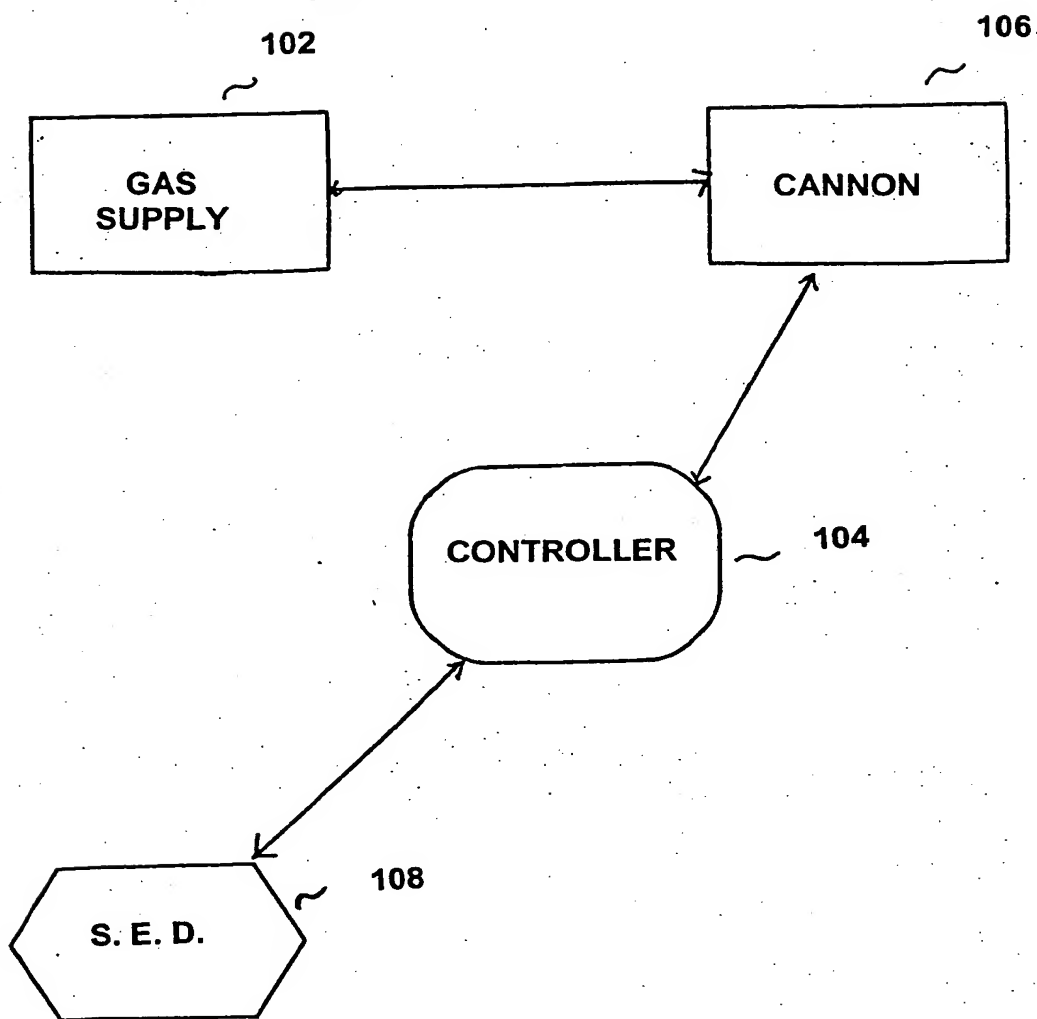 102
106
GAS
SUPPLY
CANNON
CONTROLLER
104
108
S. E. D.